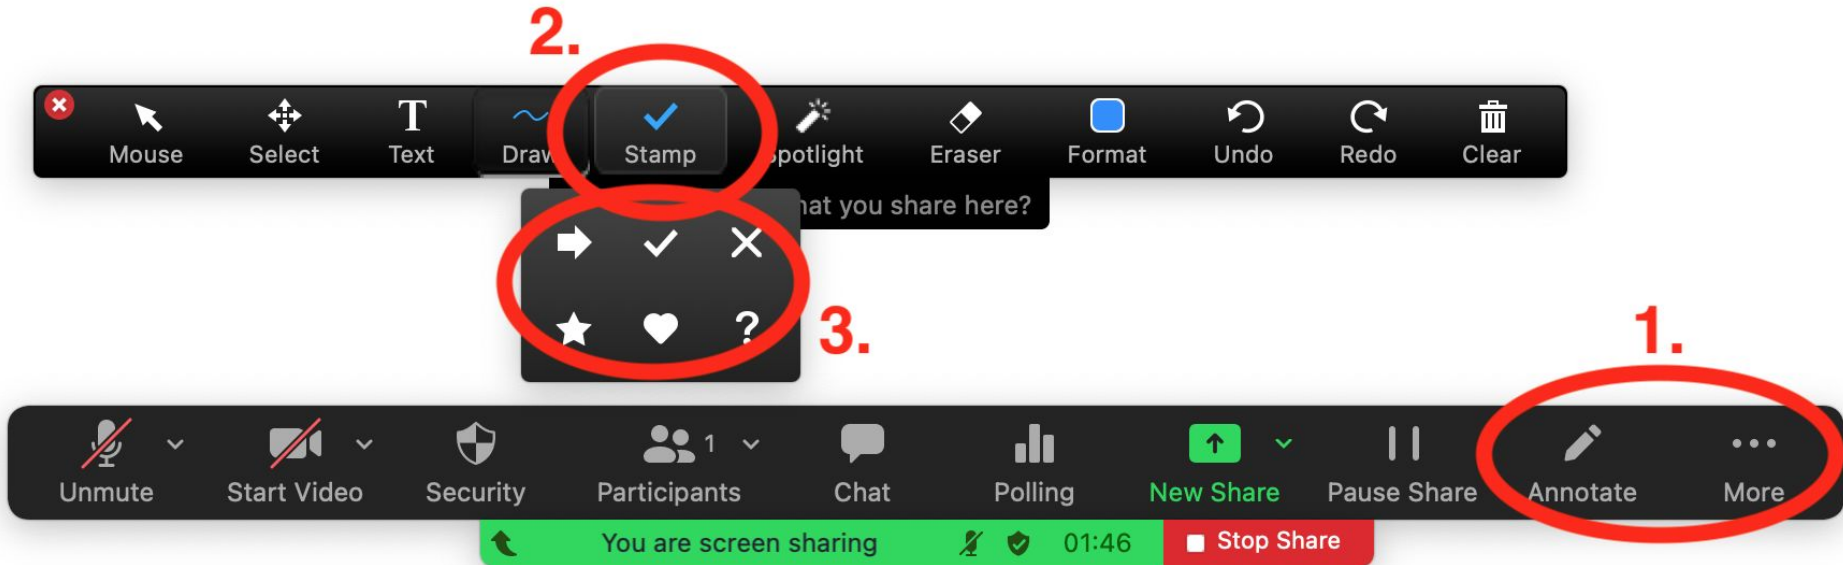 2.
Mouse Select Text Draw Stamp Spotlight Eraser Format Undo Redo Clear
you share here?
3.
1.
1
Unmute Start Video Security Participants Chat Polling New Share Pause Share Annotate More
You are screen sharing 01:46 Stop Share